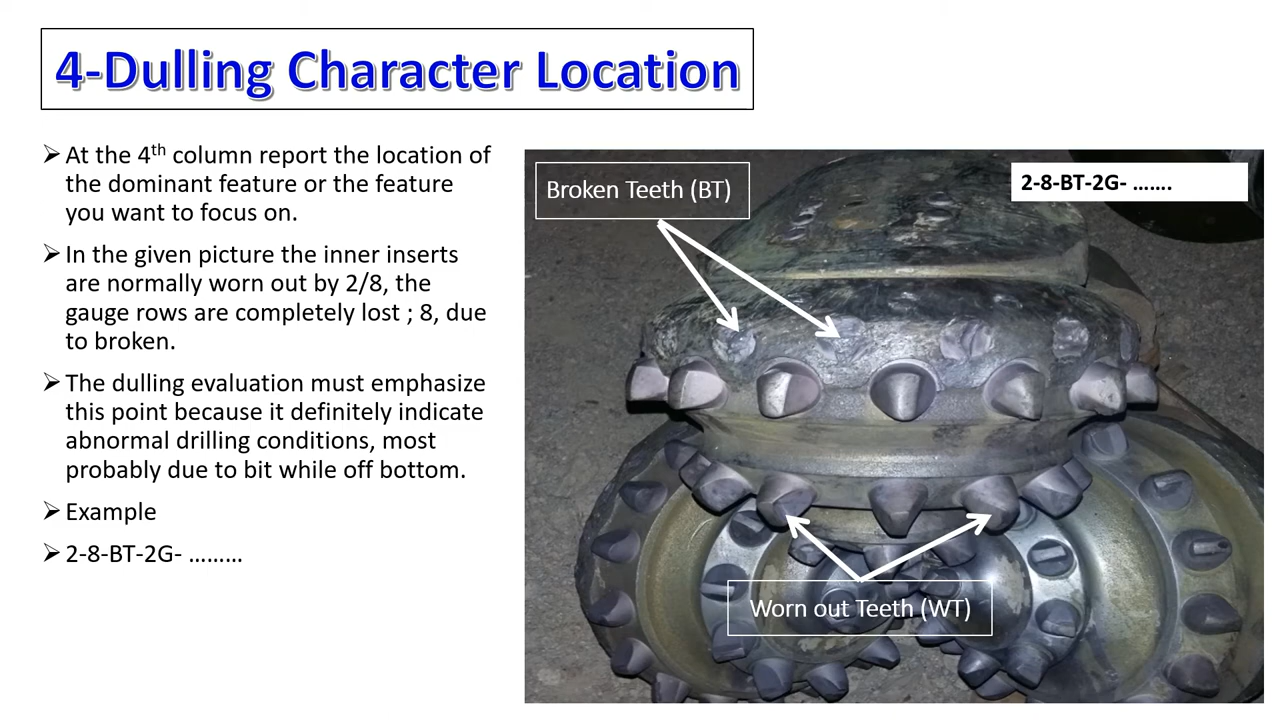 4-Dulling Character Location
➢ At the 4th column report the location of
the dominant feature or the feature
you want to focus on.
➢ In the given picture the inner inserts
are normally worn out by 2/8, the
gauge rows are completely lost ; 8, due
to broken.
➢ The dulling evaluation must emphasize
this point because it definitely indicate
abnormal drilling conditions, most
probably due to bit while off bottom.
➢ Example
➢ 2-8-BT-2G- ………
Broken Teeth (BT)
2-8-BT-2G- …….
Worn out Teeth (WT)